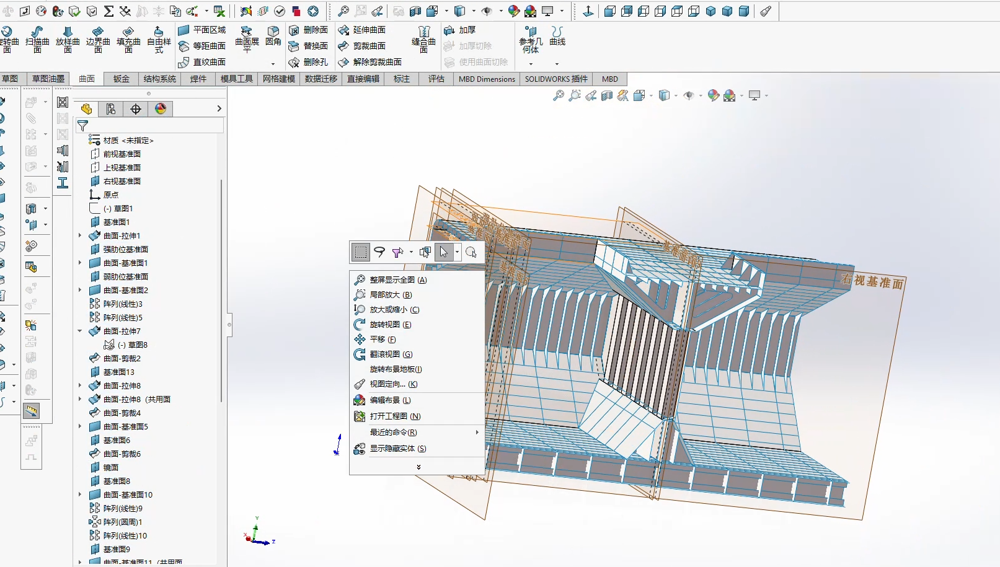 旋转曲面
扫描曲面
放样曲面
边界曲面
填充曲面
自由样式
平面区域
等距曲面
直纹曲面
曲面展平
圆角
删除面
替换面
删除孔
延伸曲面
剪裁曲面
解除剪裁曲面
缝合曲面
加厚
加厚切除
使用曲面切除
参考几何体
曲线
草图
草图油墨
曲面
钣金
结构系统
焊件
模具工具
网格建模
数据迁移
直接编辑
标注
评估
MBD Dimensions
SOLIDWORKS 插件
MBD
材质 <未指定>
前视基准面
上视基准面
右视基准面
原点
(-) 草图1
基准面1
曲面-拉伸1
强肋位基准面
曲面-基准面1
弱肋位基准面
曲面-基准面2
阵列(线性)3
阵列(线性)5
曲面-拉伸7
(-) 草图8
曲面-剪裁2
基准面13
曲面-拉伸8
曲面-拉伸8（共用面
曲面-剪裁4
曲面-基准面5
基准面6
曲面-剪裁6
镜面
基准面8
曲面-基准面10
阵列(线性)9
阵列(圆周)1
阵列(线性)10
基准面9
曲面-基准面11（共用面
整屏显示全图 (A)
局部放大 (B)
放大或缩小 (C)
旋转视图 (E)
平移 (F)
翻滚视图 (G)
旋转布景地板(I)
视图定向... (K)
编辑布景 (L)
打开工程图 (N)
最近的命令(R)
显示隐藏实体 (S)
右视基准面
Y
X
Z